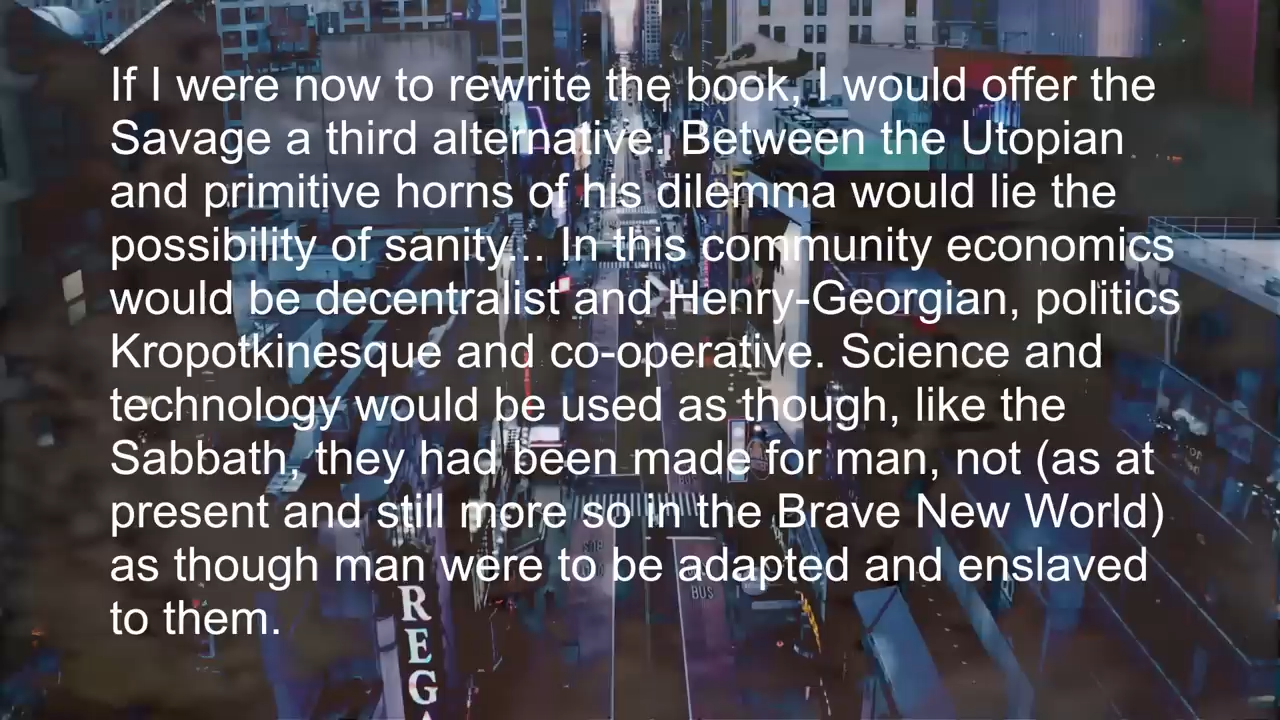 If I were now to rewrite the book, I would offer the
Savage a third alternative. Between the Utopian
and primitive horns of his dilemma would lie the
possibility of sanity... In this community economics
would be decentralist and Henry-Georgian, politics
Kropotkinesque and co-operative. Science and
technology would be used as though, like the
Sabbath, they had been made for man, not (as at
present and still more so in the Brave New World)
as though man were to be adapted and enslaved
to them.
BUS
REGA